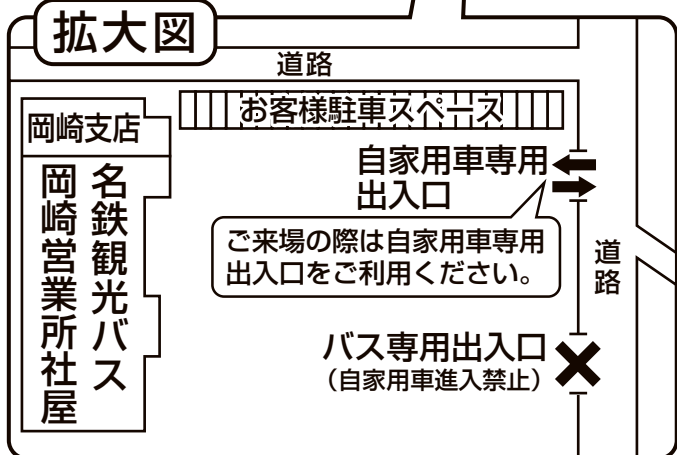 拡大図
道路
お客様駐車スペース
岡崎支店
名鉄観光バス
岡崎営業所社屋
自家用車専用
出入口
ご来場の際は自家用車専用
出入口をご利用ください。
道路
バス専用出入口
（自家用車進入禁止）